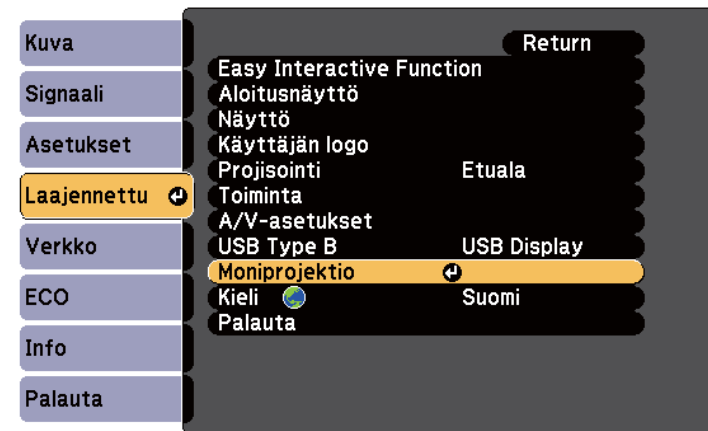 Kuva
Signaali
Asetukset
Laajennettu
Verkko
ECO
Info
Palauta
Return
Easy Interactive Function
Aloitusnäyttö
Näyttö
Käyttäjän logo
Projisointi Etuala
Toiminta
A/V-asetukset
USB Type B USB Display
Moniprojektio
Kieli Suomi
Palauta